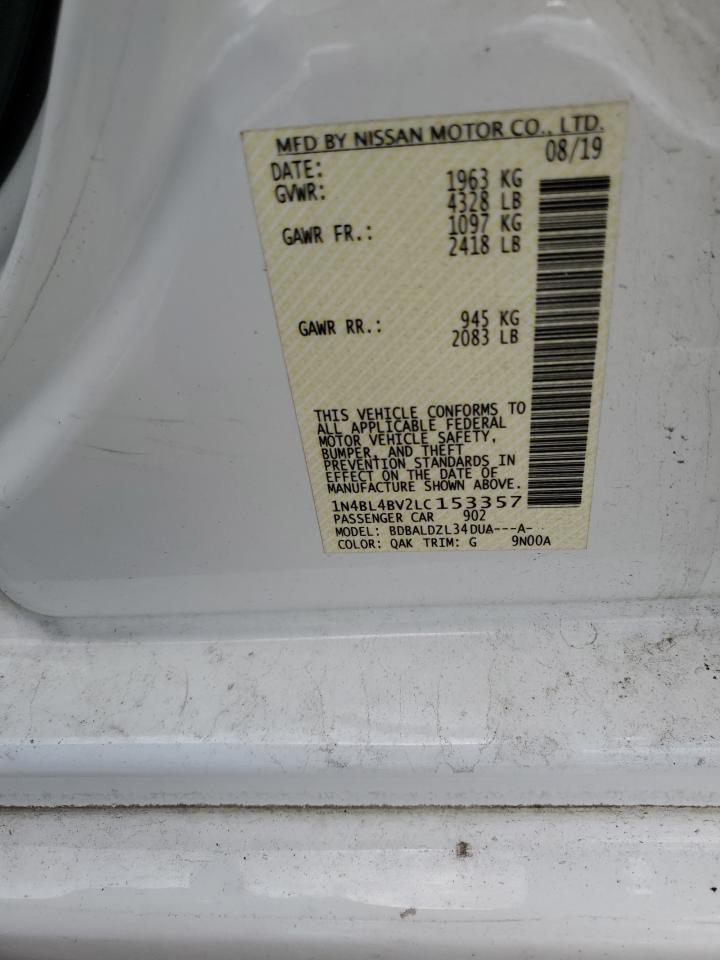 MFD BY NISSAN MOTOR CO., LTD.
DATE: 08/19
GVWR: 1963 KG
4328 LB
GAWR FR.: 1097 KG
2418 LB
GAWR RR.: 945 KG
2083 LB
THIS VEHICLE CONFORMS TO
ALL APPLICABLE FEDERAL
MOTOR VEHICLE SAFETY,
BUMPER, AND THEFT
PREVENTION STANDARDS IN
EFFECT ON THE DATE OF
MANUFACTURE SHOWN ABOVE.
1N4BL4BV2LC153357
PASSENGER CAR 902
MODEL: BDBALDZL34DUA---A-
COLOR: QAK TRIM: G 9N00A